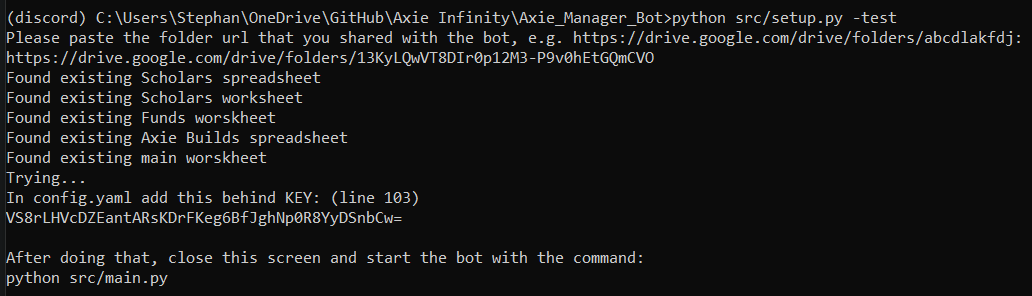 (discord) C:\Users\Stephan\OneDrive\GitHub\Axie Infinity\Axie_Manager_Bot>python src/setup.py -test
Please paste the folder url that you shared with the bot, e.g. https://drive.google.com/drive/folders/abcdlakfdj:
https://drive.google.com/drive/folders/13KyLQwVT8DIr0p12M3-P9v0hEtGQmCVO
Found existing Scholars spreadsheet
Found existing Scholars worksheet
Found existing Funds worskheet
Found existing Axie Builds spreadsheet
Found existing main worskheet
Trying...
In config.yaml add this behind KEY: (line 103)
VS8rLHVcDZEantARsKDrFKeg6BfJghNp0R8YyDSnbCw=
After doing that, close this screen and start the bot with the command:
python src/main.py